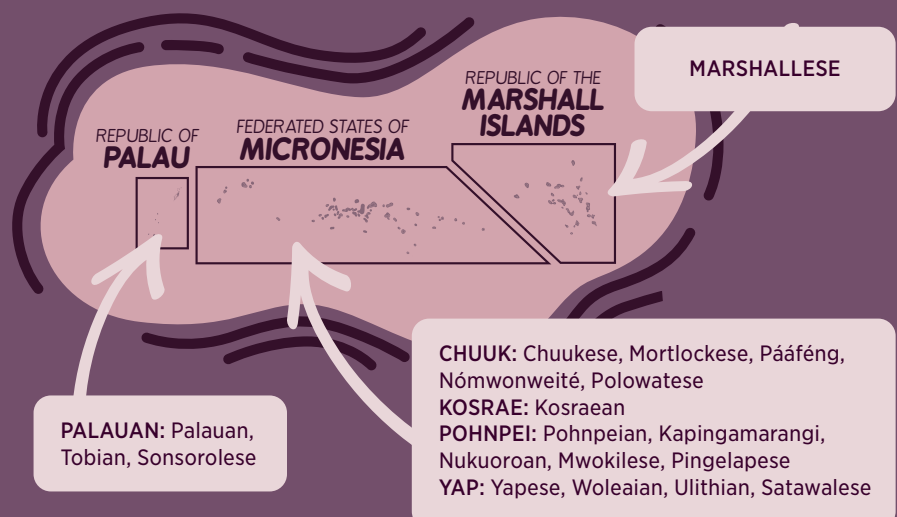 REPUBLIC OF
PALAU
FEDERATED STATES OF
MICRONESIA
REPUBLIC OF THE
MARSHALL
ISLANDS
MARSHALLESE
PALAUAN: Palauan,
Tobian, Sonsorolese
CHUUK: Chuukese, Mortlockese, Pááféng,
Nómwonweité, Polowatese
KOSRAE: Kosraean
POHNPEI: Pohnpeian, Kapingamarangi,
Nukuoroan, Mwokilese, Pingelapese
YAP: Yapese, Woleaian, Ulithian, Satawalese